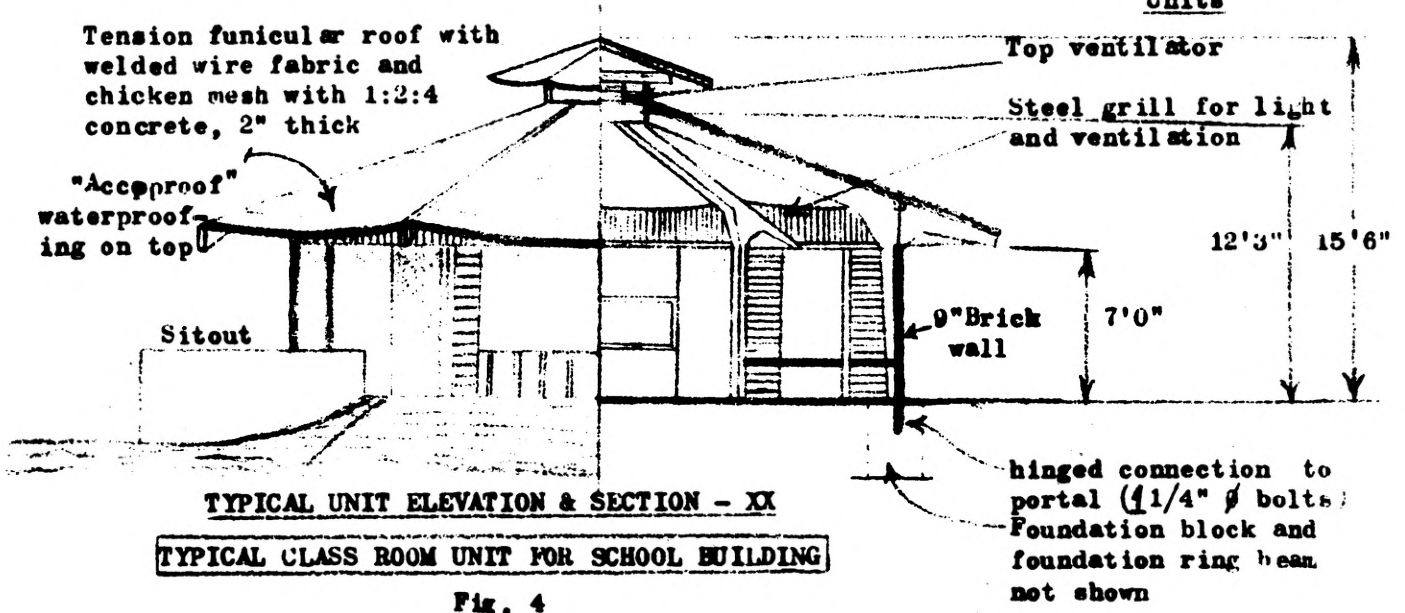 Units
Tension funicular roof with
welded wire fabric and
chicken mesh with 1:2:4
concrete, 2" thick
"Accoproof"
waterproof-
ing on top
Sitout
Top ventilator
Steel grill for light
and ventilation
12'3"
15'6"
7'0"
9"Brick
wall
hinged connection to
portal (1 1/4" ø bolts)
Foundation block and
foundation ring beam
not shown
TYPICAL UNIT ELEVATION & SECTION - XX
TYPICAL CLASS ROOM UNIT FOR SCHOOL BUILDING
Fig. 4